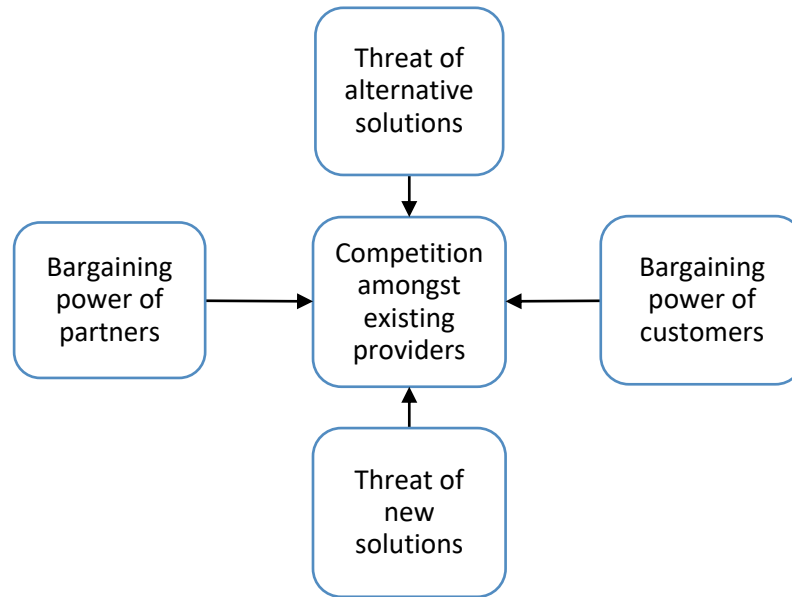 Threat of
alternative
solutions
Bargaining
power of
partners
Competition
amongst
existing
providers
Bargaining
power of
customers
Threat of
new
solutions